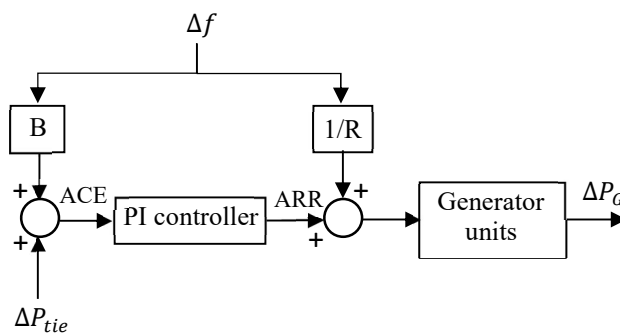 Δf
B
1/R
+
ACE
PI controller
ARR
+
Generator
units
ΔP_G
+
+
ΔP_tie